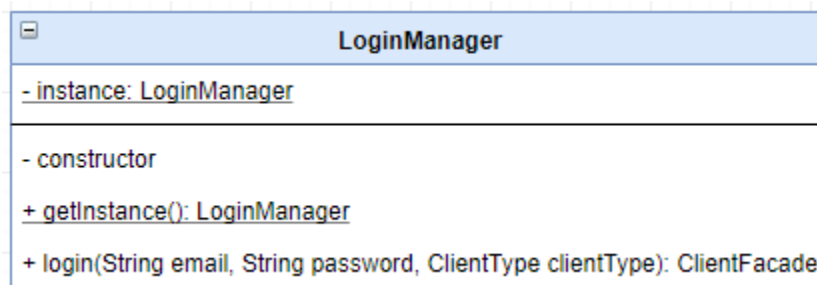 LoginManager
- instance: LoginManager
- constructor
+ getInstance(): LoginManager
+ login(String email, String password, ClientType clientType): ClientFacade